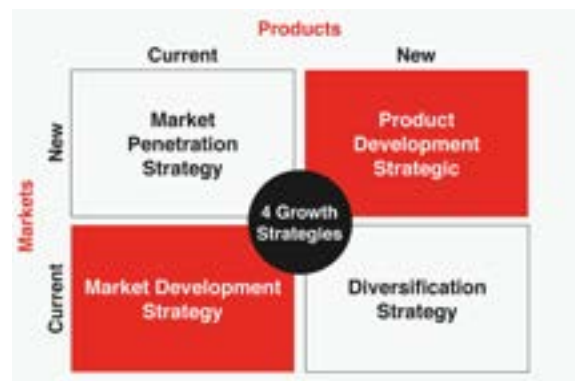 Products
Current
New
Markets
New
Market
Penetration
Strategy
Product
Development
Strategic
4 Growth
Strategies
Current
Market Development
Strategy
Diversification
Strategy